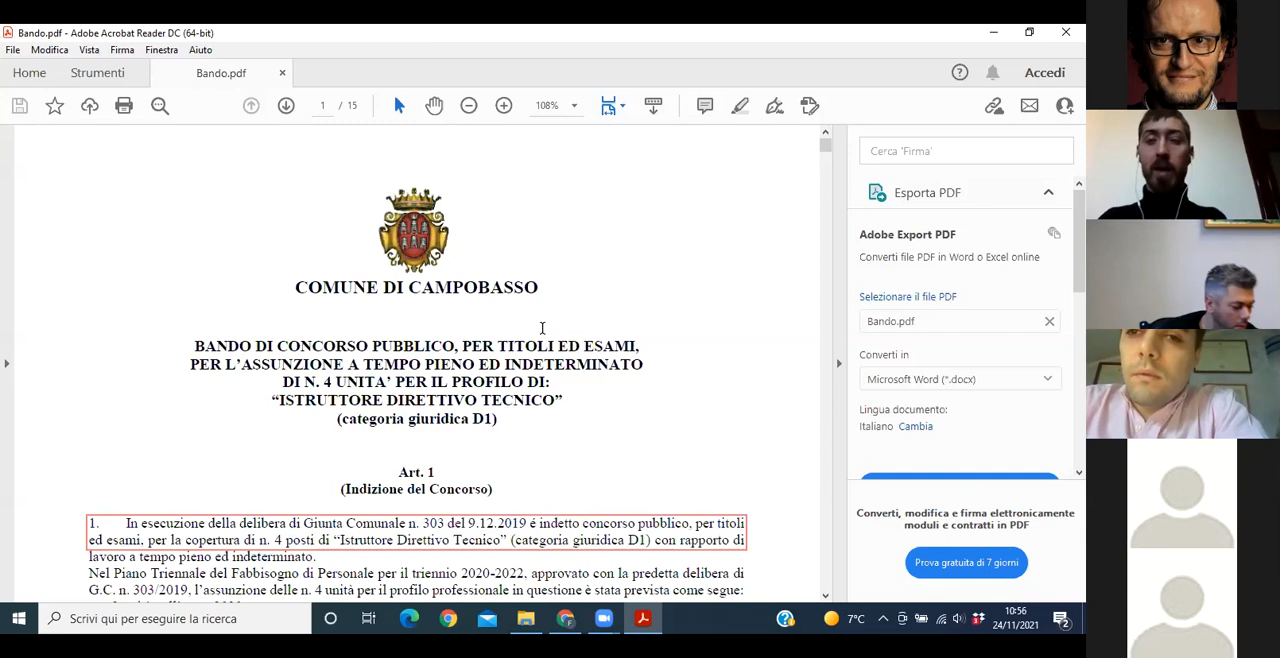 Bando.pdf - Adobe Acrobat Reader DC (64-bit)
File Modifica Vista Firma Finestra Aiuto
Home Strumenti Bando.pdf Accedi
1 / 15 108%
COMUNE DI CAMPOBASSO
BANDO DI CONCORSO PUBBLICO, PER TITOLI ED ESAMI,
PER L'ASSUNZIONE A TEMPO PIENO ED INDETERMINATO
DI N. 4 UNITA' PER IL PROFILO DI:
“ISTRUTTORE DIRETTIVO TECNICO”
(categoria giuridica D1)
Art. 1
(Indizione del Concorso)
1. In esecuzione della delibera di Giunta Comunale n. 303 del 9.12.2019 é indetto concorso pubblico, per titoli
ed esami, per la copertura di n. 4 posti di “Istruttore Direttivo Tecnico” (categoria giuridica D1) con rapporto di
lavoro a tempo pieno ed indeterminato.
Nel Piano Triennale del Fabbisogno di Personale per il triennio 2020-2022, approvato con la predetta delibera di
G.C. n. 303/2019, l'assunzione delle n. 4 unità per il profilo professionale in questione è stata prevista come segue:
Cerca 'Firma'
Esporta PDF
Adobe Export PDF
Converti file PDF in Word o Excel online
Selezionare il file PDF
Bando.pdf
Converti in
Microsoft Word (*.docx)
Lingua documento:
Italiano Cambia
Converti, modifica e firma elettronicamente
moduli e contratti in PDF
Prova gratuita di 7 giorni
Scrivi qui per eseguire la ricerca
7°C
10:56
24/11/2021
2